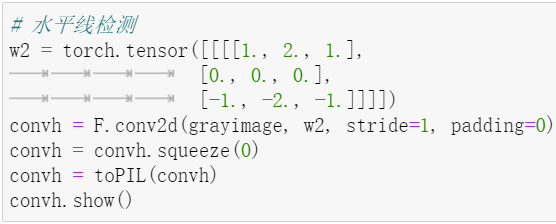 # 水平线检测
w2 = torch.tensor([[[[1., 2., 1.],
[0., 0., 0.],
[-1., -2., -1.]]]])
convh = F.conv2d(grayimage, w2, stride=1, padding=0)
convh = convh.squeeze(0)
convh = toPIL(convh)
convh.show()